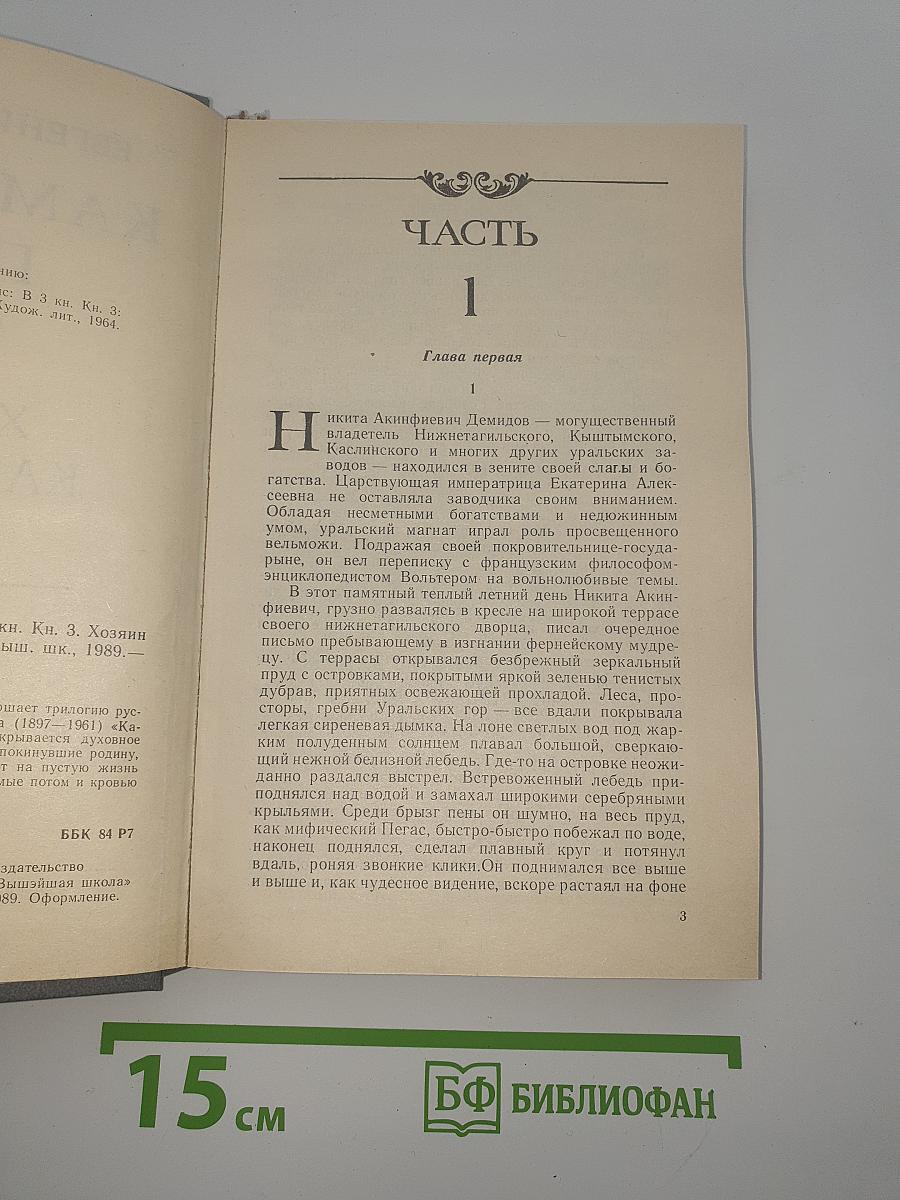 нию:
ис: В 3 кн. Кн. 3:
Худож. лит., 1964.
кн. Кн. 3. Хозяин
ыш. шк., 1989.—
ршает трилогию рус-
а (1897—1961) «Ка-
крывается духовное
покинувшие родину,
ет на пустую жизнь
мые потом и кровью
ББК 84 Р7
здательство
Вышэйшая школа»
989. Оформление.
ЧАСТЬ
1
Глава первая
1
Никита Акинфиевич Демидов — могущественный
владетель Нижнетагильского, Кыштымского,
Каслинского и многих других уральских за-
водов — находился в зените своей слаг.ы и бо-
гатства. Царствующая императрица Екатерина Алек-
сеевна не оставляла заводчика своим вниманием.
Обладая несметными богатствами и недюжинным
умом, уральский магнат играл роль просвещенного
вельможи. Подражая своей покровительнице-госуда-
рыне, он вел переписку с французским философом-
энциклопедистом Вольтером на вольнолюбивые темы.
В этот памятный теплый летний день Никита Акин-
фиевич, грузно развалясь в кресле на широкой террасе
своего нижнетагильского дворца, писал очередное
письмо пребывающему в изгнании фернейскому мудре-
цу. С террасы открывался безбрежный зеркальный
пруд с островками, покрытыми яркой зеленью тенистых
дубрав, приятных освежающей прохладой. Леса, про-
сторы, гребни Уральских гор — все вдали покрывала
легкая сиреневая дымка. На лоне светлых вод под жар-
ким полуденным солнцем плавал большой, сверкаю-
щий нежной белизной лебедь. Где-то на островке неожи-
данно раздался выстрел. Встревоженный лебедь при-
поднялся над водой и замахал широкими серебряными
крыльями. Среди брызг пены он шумно, на весь пруд,
как мифический Пегас, быстро-быстро побежал по воде,
наконец поднялся, сделал плавный круг и потянул
вдаль, роняя звонкие клики.Он поднимался все выше
и выше и, как чудесное видение, вскоре растаял на фоне
3
15 см
БФ БИБЛИОФАН